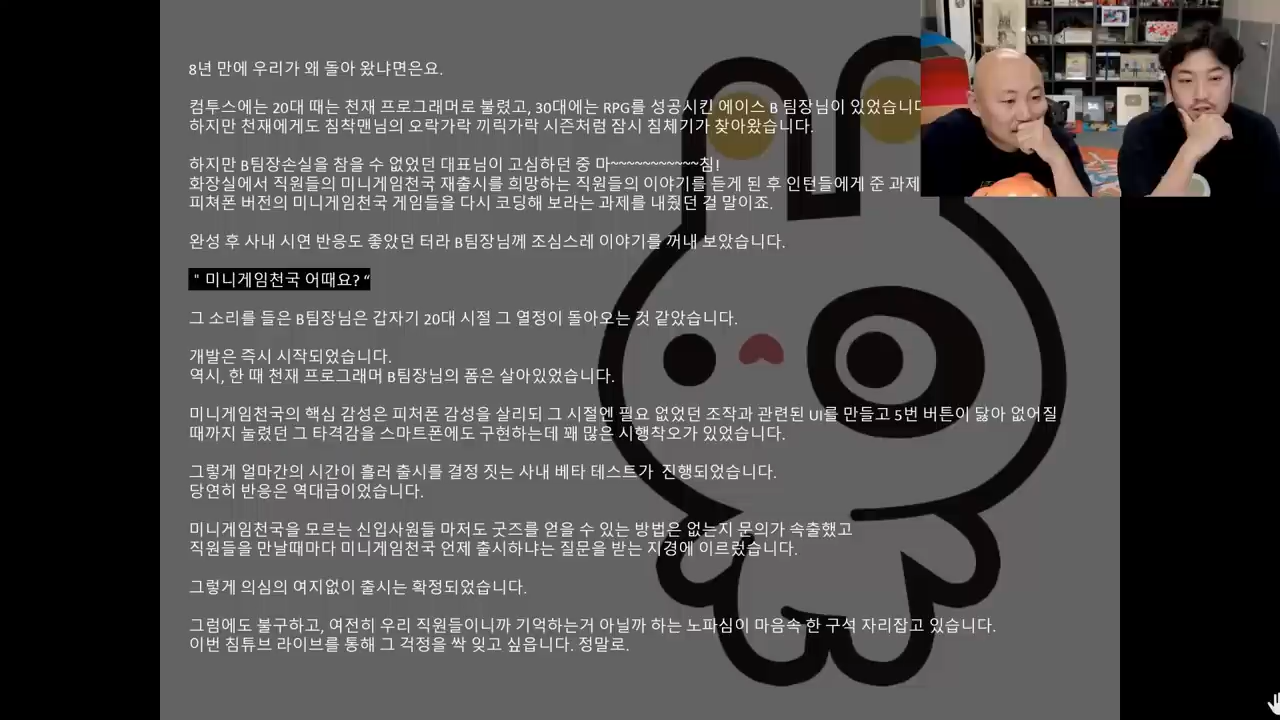 8년 만에 우리가 왜 돌아 왔냐면은요.
컴투스에는 20대 때는 천재 프로그래머로 불렸고, 30대에는 RPG를 성공시킨 에이스 B 팀장님이 있었습니다
하지만 천재에게도 침착맨님의 오락가락 끼릭가락 시즌처럼 잠시 침체기가 찾아왔습니다.
하지만 B팀장손실을 참을 수 없었던 대표님이 고심하던 중 마~~~~~~~~~~~침!
화장실에서 직원들의 미니게임천국 재출시를 희망하는 직원들의 이야기를 듣게 된 후 인턴들에게 준 과제
피쳐폰 버전의 미니게임천국 게임들을 다시 코딩해 보라는 과제를 내줬던 걸 말이죠.
완성 후 사내 시연 반응도 좋았던 터라 B팀장님께 조심스레 이야기를 꺼내 보았습니다.
" 미니게임천국 어때요? “
그 소리를 들은 B팀장님은 갑자기 20대 시절 그 열정이 돌아오는 것 같았습니다.
개발은 즉시 시작되었습니다.
역시, 한 때 천재 프로그래머 B팀장님의 폼은 살아있었습니다.
미니게임천국의 핵심 감성은 피처폰 감성을 살리되 그 시절엔 필요 없었던 조작과 관련된 UI를 만들고 5번 버튼이 닳아 없어질
때까지 눌렸던 그 타격감을 스마트폰에도 구현하는데 꽤 많은 시행착오가 있었습니다.
그렇게 얼마간의 시간이 흘러 출시를 결정 짓는 사내 베타 테스트가 진행되었습니다.
당연히 반응은 역대급이었습니다.
미니게임천국을 모르는 신입사원들 마저도 굿즈를 얻을 수 있는 방법은 없는지 문의가 속출했고
직원들을 만날때마다 미니게임천국 언제 출시하냐는 질문을 받는 지경에 이르렀습니다.
그렇게 의심의 여지없이 출시는 확정되었습니다.
그럼에도 불구하고, 여전히 우리 직원들이니까 기억하는거 아닐까 하는 노파심이 마음속 한 구석 자리잡고 있습니다.
이번 침튜브 라이브를 통해 그 걱정을 싹 잊고 싶읍니다. 정말로.